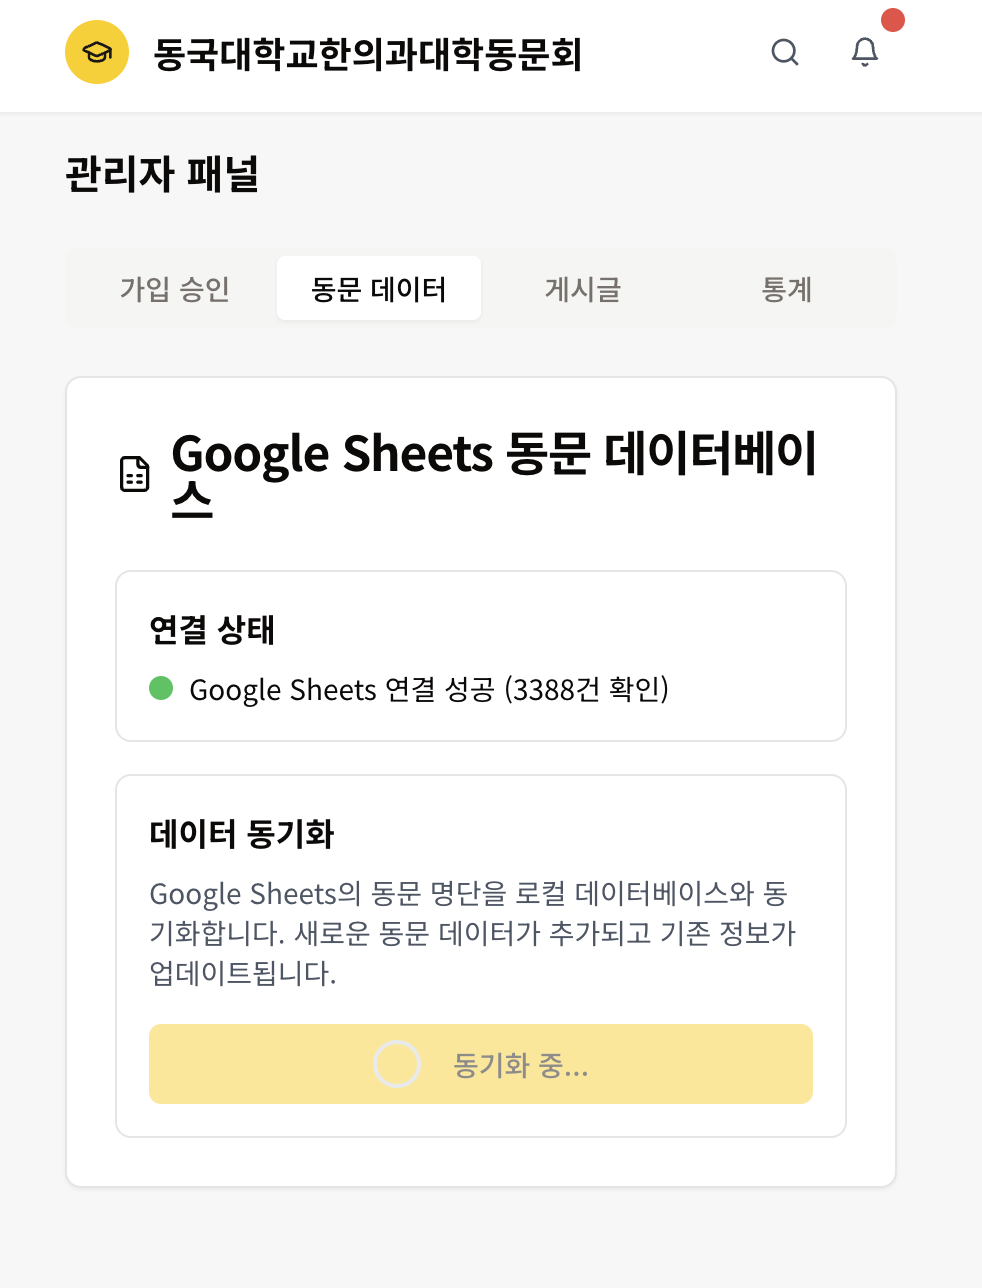 동국대학교한의과대학동문회
관리자 패널
가입 승인
동문 데이터
게시글
통계
Google Sheets 동문 데이터베이
스
연결 상태
Google Sheets 연결 성공 (3388건 확인)
데이터 동기화
Google Sheets의 동문 명단을 로컬 데이터베이스와 동
기화합니다. 새로운 동문 데이터가 추가되고 기존 정보가
업데이트됩니다.
동기화 중...